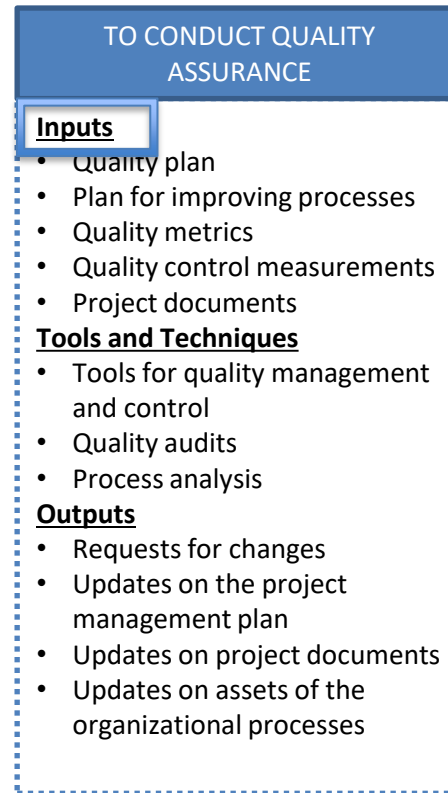 TO CONDUCT QUALITY
ASSURANCE
Inputs
• Quality plan
• Plan for improving processes
• Quality metrics
• Quality control measurements
• Project documents
Tools and Techniques
• Tools for quality management
and control
• Quality audits
• Process analysis
Outputs
• Requests for changes
• Updates on the project
management plan
• Updates on project documents
• Updates on assets of the
organizational processes